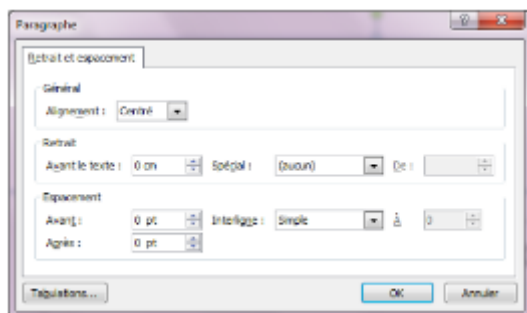 Paragraphe
Retrait et espacement
Général
Alignement : Centré
Retrait
Avant le texte : 0 cm Spécial : (aucun) De :
Espacement
Avant : 0 pt Interligne : Simple À 0
Après : 0 pt
Tabulations... OK Annuler